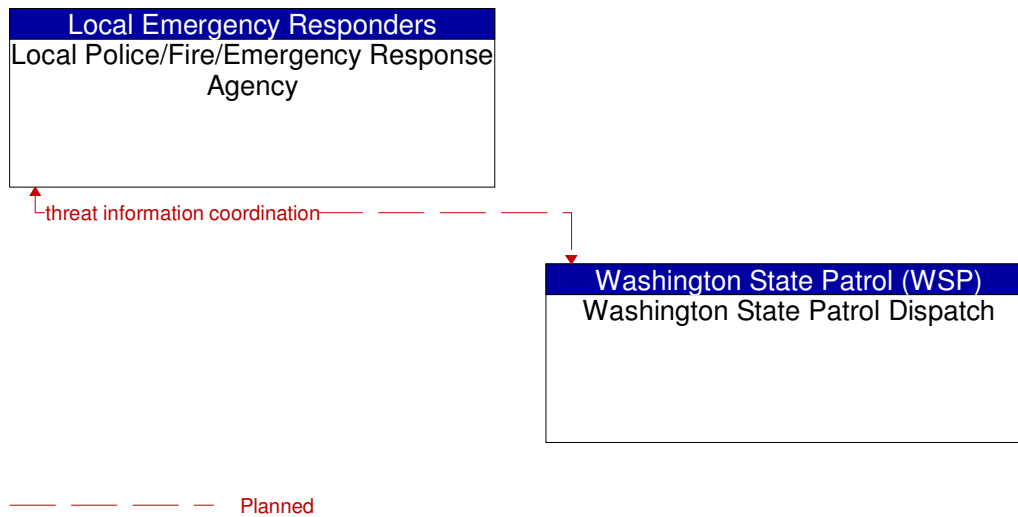 Local Emergency Responders
Local Police/Fire/Emergency Response
Agency
threat information coordination
Washington State Patrol (WSP)
Washington State Patrol Dispatch
Planned